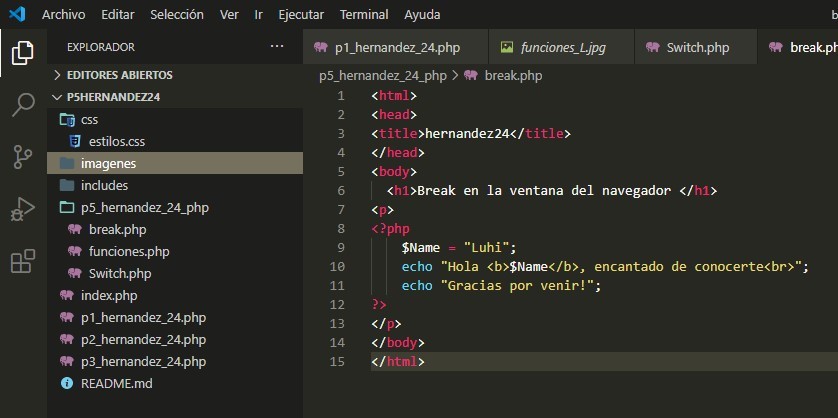 Archivo Editar Selección Ver Ir Ejecutar Terminal Ayuda
EXPLORADOR ...
EDITORES ABIERTOS
P5HERNANDEZ24
css
estilos.css
imagenes
includes
p5_hernandez_24_php
break.php
funciones.php
Switch.php
index.php
p1_hernandez_24.php
p2_hernandez_24.php
p3_hernandez_24.php
README.md
p1_hernandez_24.php funciones_L.jpg Switch.php break.ph
p5_hernandez_24_php > break.php
1 <html>
2 <head>
3 <title>hernandez24</title>
4 </head>
5 <body>
6 <h1>Break en la ventana del navegador </h1>
7 <p>
8 <?php
9 $Name = "Luhi";
10 echo "Hola <b>$Name</b>, encantado de conocerte<br>";
11 echo "Gracias por venir!";
12 ?>
13 </p>
14 </body>
15 </html>